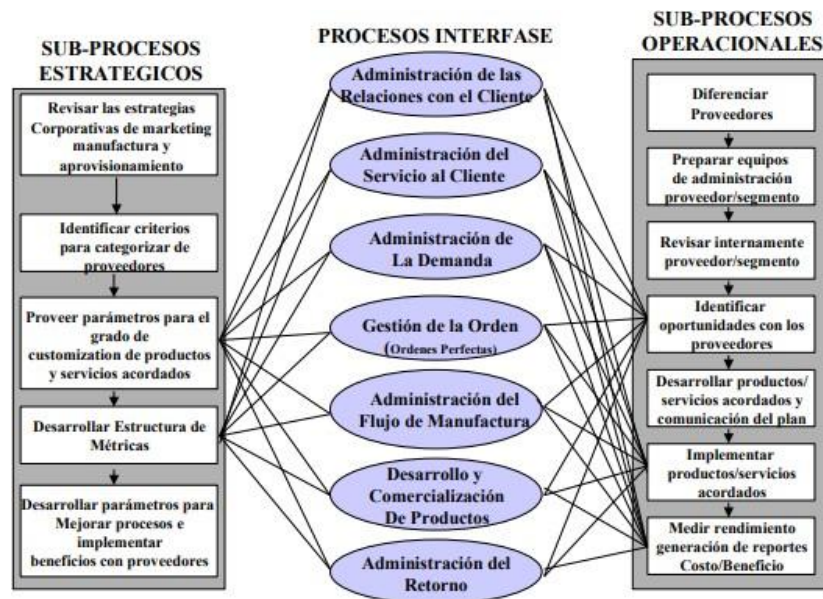 SUB-PROCESOS
ESTRATEGICOS
Revisar las estrategias
Corporativas de marketing
manufactura y
aprovisionamiento
Identificar criterios
para categorizar de
proveedores
Proveer parámetros para el
grado de
customization de productos
y servicios acordados
Desarrollar Estructura de
Métricas
Desarrollar parámetros para
Mejorar procesos e
implementar
beneficios con proveedores
PROCESOS INTERFASE
Administración de las
Relaciones con el Cliente
Administración del
Servicio al Cliente
Administración de
La Demanda
Gestión de la Orden
(Ordenes Perfectas)
Administración del
Flujo de Manufactura
Desarrollo y
Comercialización
De Productos
Administración del
Retorno
SUB-PROCESOS
OPERACIONALES
Diferenciar
Proveedores
Preparar equipos
de administración
proveedor/segmento
Revisar internamente
proveedor/segmento
Identificar
oportunidades con los
proveedores
Desarrollar productos/
servicios acordados y
comunicación del plan
Implementar
productos/servicios
acordados
Medir rendimiento
generación de reportes
Costo/Beneficio